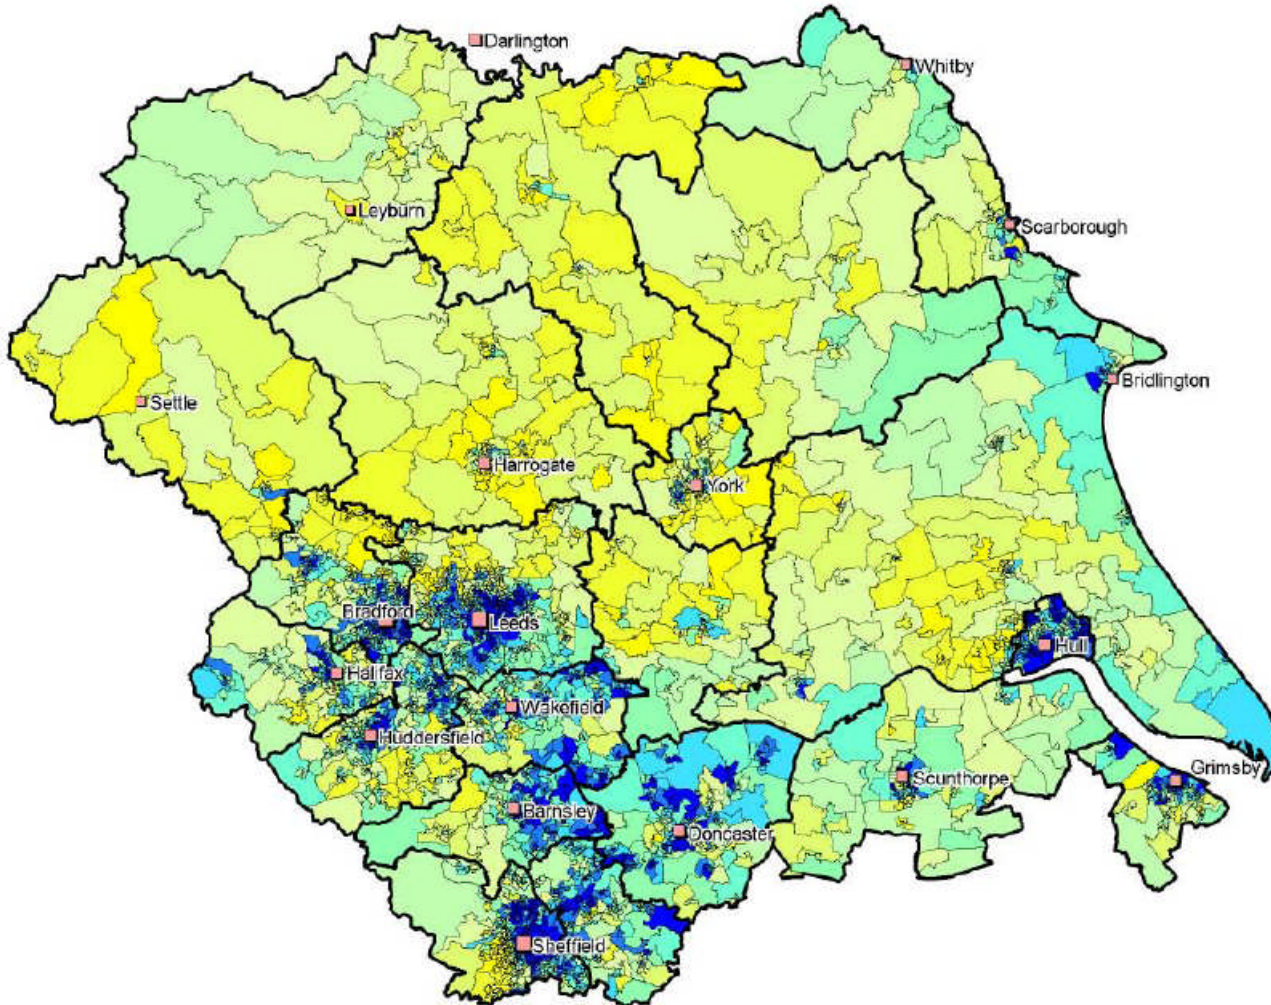 Darlington
Whitby
Leyburn
Scarborough
Bridlington
Settle
Harrogate
York
Bradford
Leeds
Hull
Halifax
Wakefield
Huddersfield
Grimsby
Scunthorpe
Barnsley
Doncaster
Sheffield